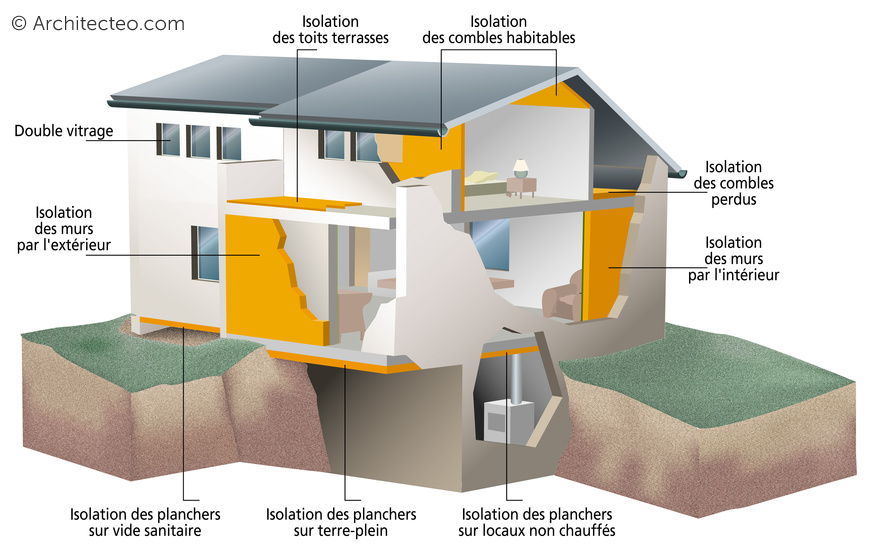 © Architecteo.com
Isolation
des toits terrasses
Isolation
des combles habitables
Double vitrage
Isolation
des combles
perdus
Isolation
des murs
par l'extérieur
Isolation
des murs
par l'intérieur
Isolation des planchers
sur vide sanitaire
Isolation des planchers
sur terre-plein
Isolation des planchers
sur locaux non chauffés